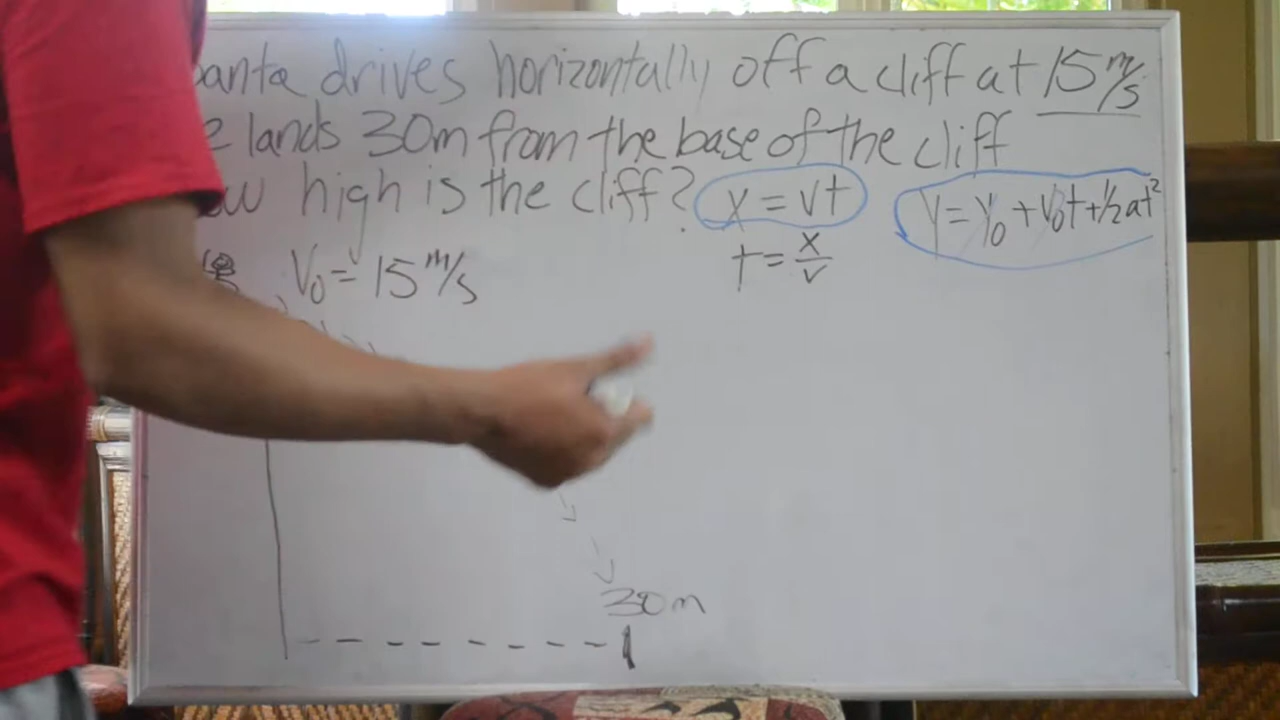 anta drives horizontally off a cliff at 15 m/s
e lands 30m from the base of the cliff
ow high is the cliff? x = vt y = y₀ + v₀t + ½at²
t = x/v
V₀ = 15 m/s
30m